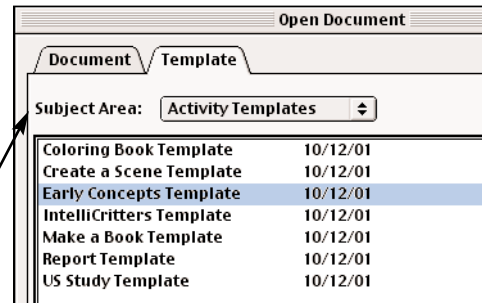 Open Document
Document Template
Subject Area: Activity Templates
Coloring Book Template 10/12/01
Create a Scene Template 10/12/01
Early Concepts Template 10/12/01
IntelliCritters Template 10/12/01
Make a Book Template 10/12/01
Report Template 10/12/01
US Study Template 10/12/01